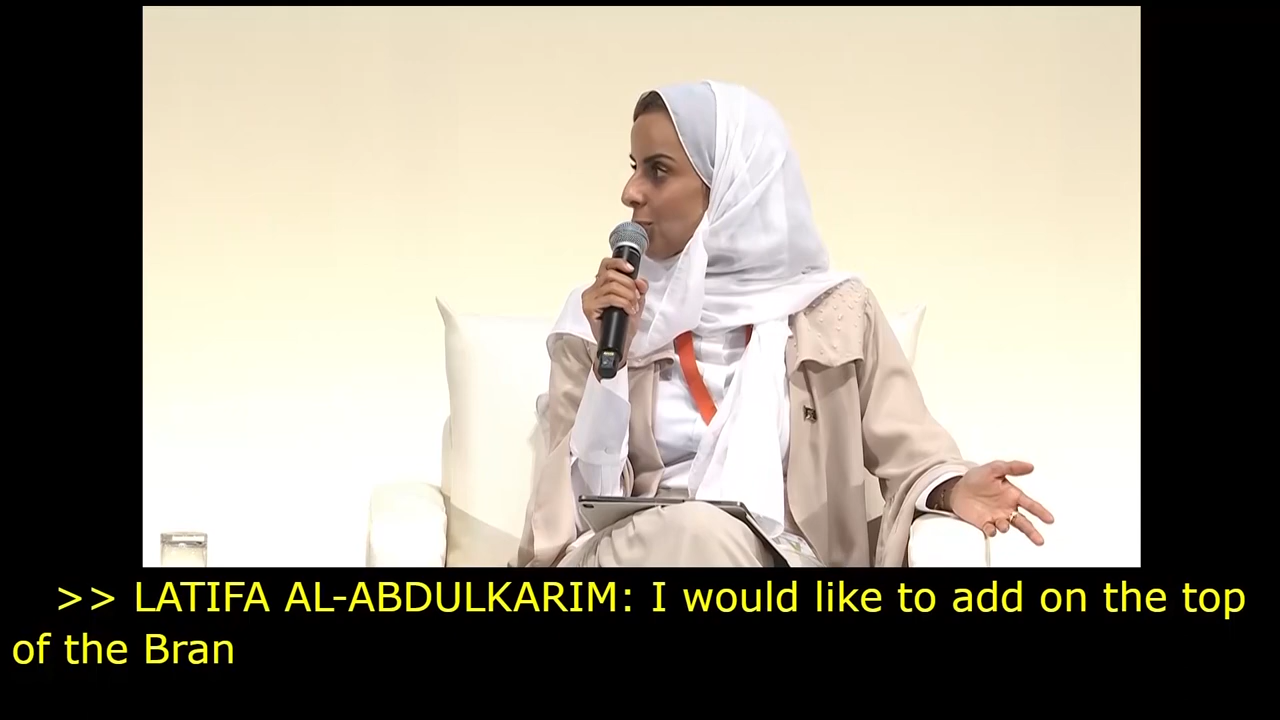 >> LATIFA AL-ABDULKARIM: I would like to add on the top
of the Bran